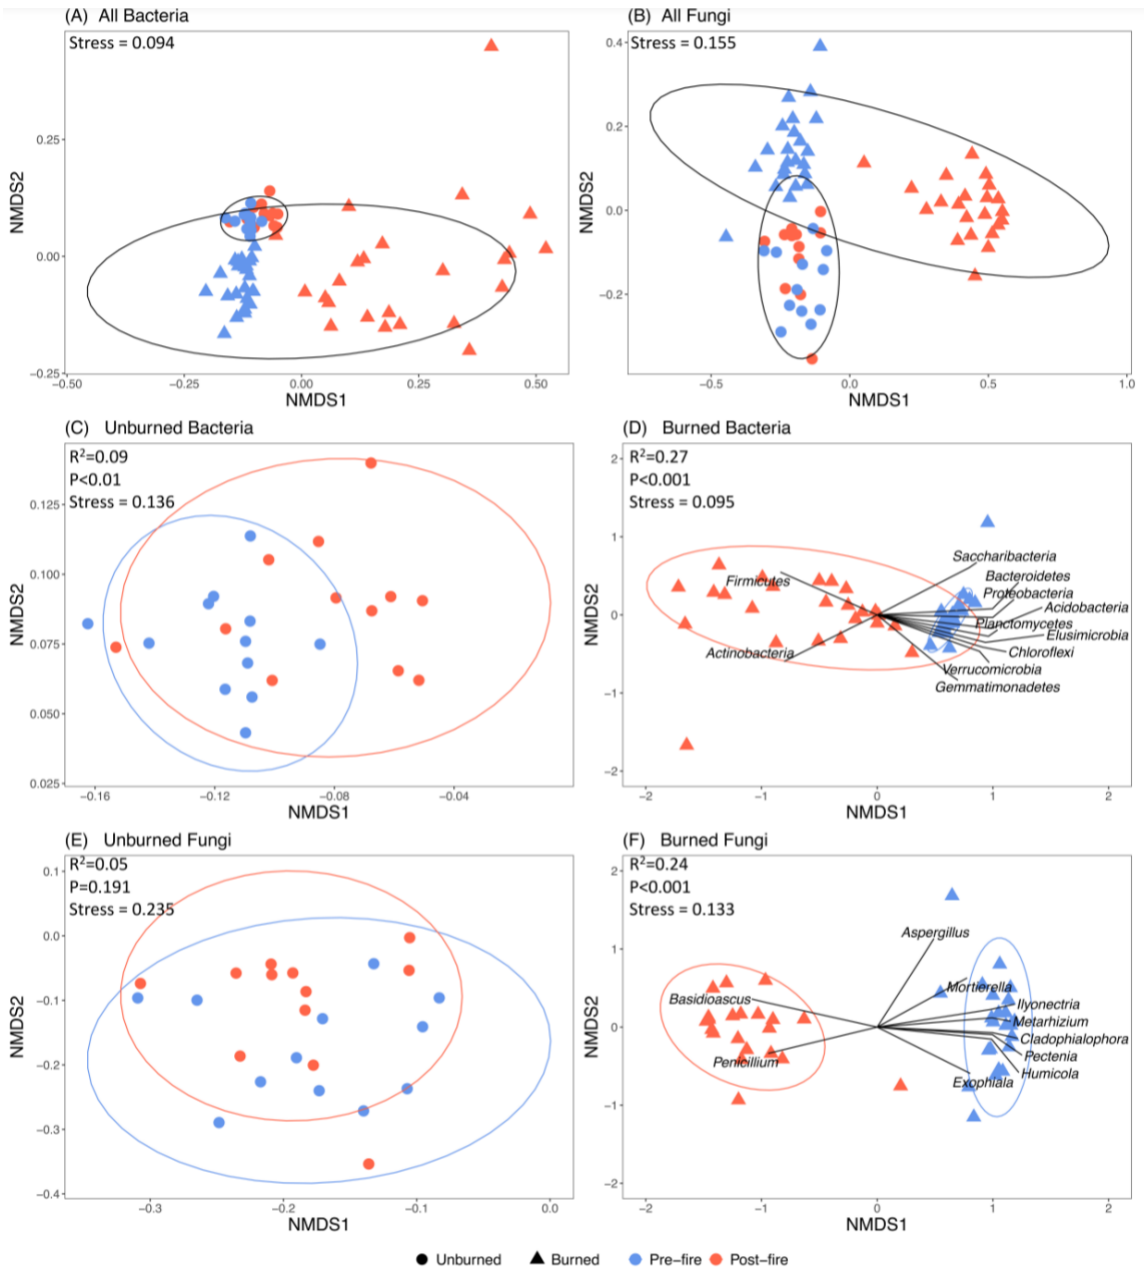 (A) All Bacteria
Stress = 0.094
0.25
0.00
−0.25
−0.50 −0.25 0.00 0.25 0.50
NMDS1
NMDS2
(B) All Fungi
Stress = 0.155
0.4
0.2
0.0
−0.2
−0.5 0.0 0.5 1.0
NMDS1
NMDS2
(C) Unburned Bacteria
R²=0.09
P<0.01
Stress = 0.136
0.125
0.100
0.075
0.050
0.025
−0.16 −0.12 −0.08 −0.04
NMDS1
NMDS2
(D) Burned Bacteria
R²=0.27
P<0.001
Stress = 0.095
2
1
0
−1
−2
Saccharibacteria
Bacteroidetes
Firmicutes
Proteobacteria
Acidobacteria
Planctomycetes
Elusimicrobia
Actinobacteria
Chloroflexi
Verrucomicrobia
Gemmatimonadetes
−2 −1 0 1 2
NMDS1
NMDS2
(E) Unburned Fungi
R²=0.05
P=0.191
Stress = 0.235
0.1
0.0
−0.1
−0.2
−0.3
−0.4
−0.3 −0.2 −0.1 0.0
NMDS1
NMDS2
(F) Burned Fungi
R²=0.24
P<0.001
Stress = 0.133
2
1
0
−1
−2
Aspergillus
Mortierella
Basidioascus
Ilyonectria
Metarhizium
Cladophialophora
Pectenia
Penicillium
Humicola
Exophiala
−2 −1 0 1 2
NMDS1
NMDS2
Unburned Burned Pre−fire Post−fire